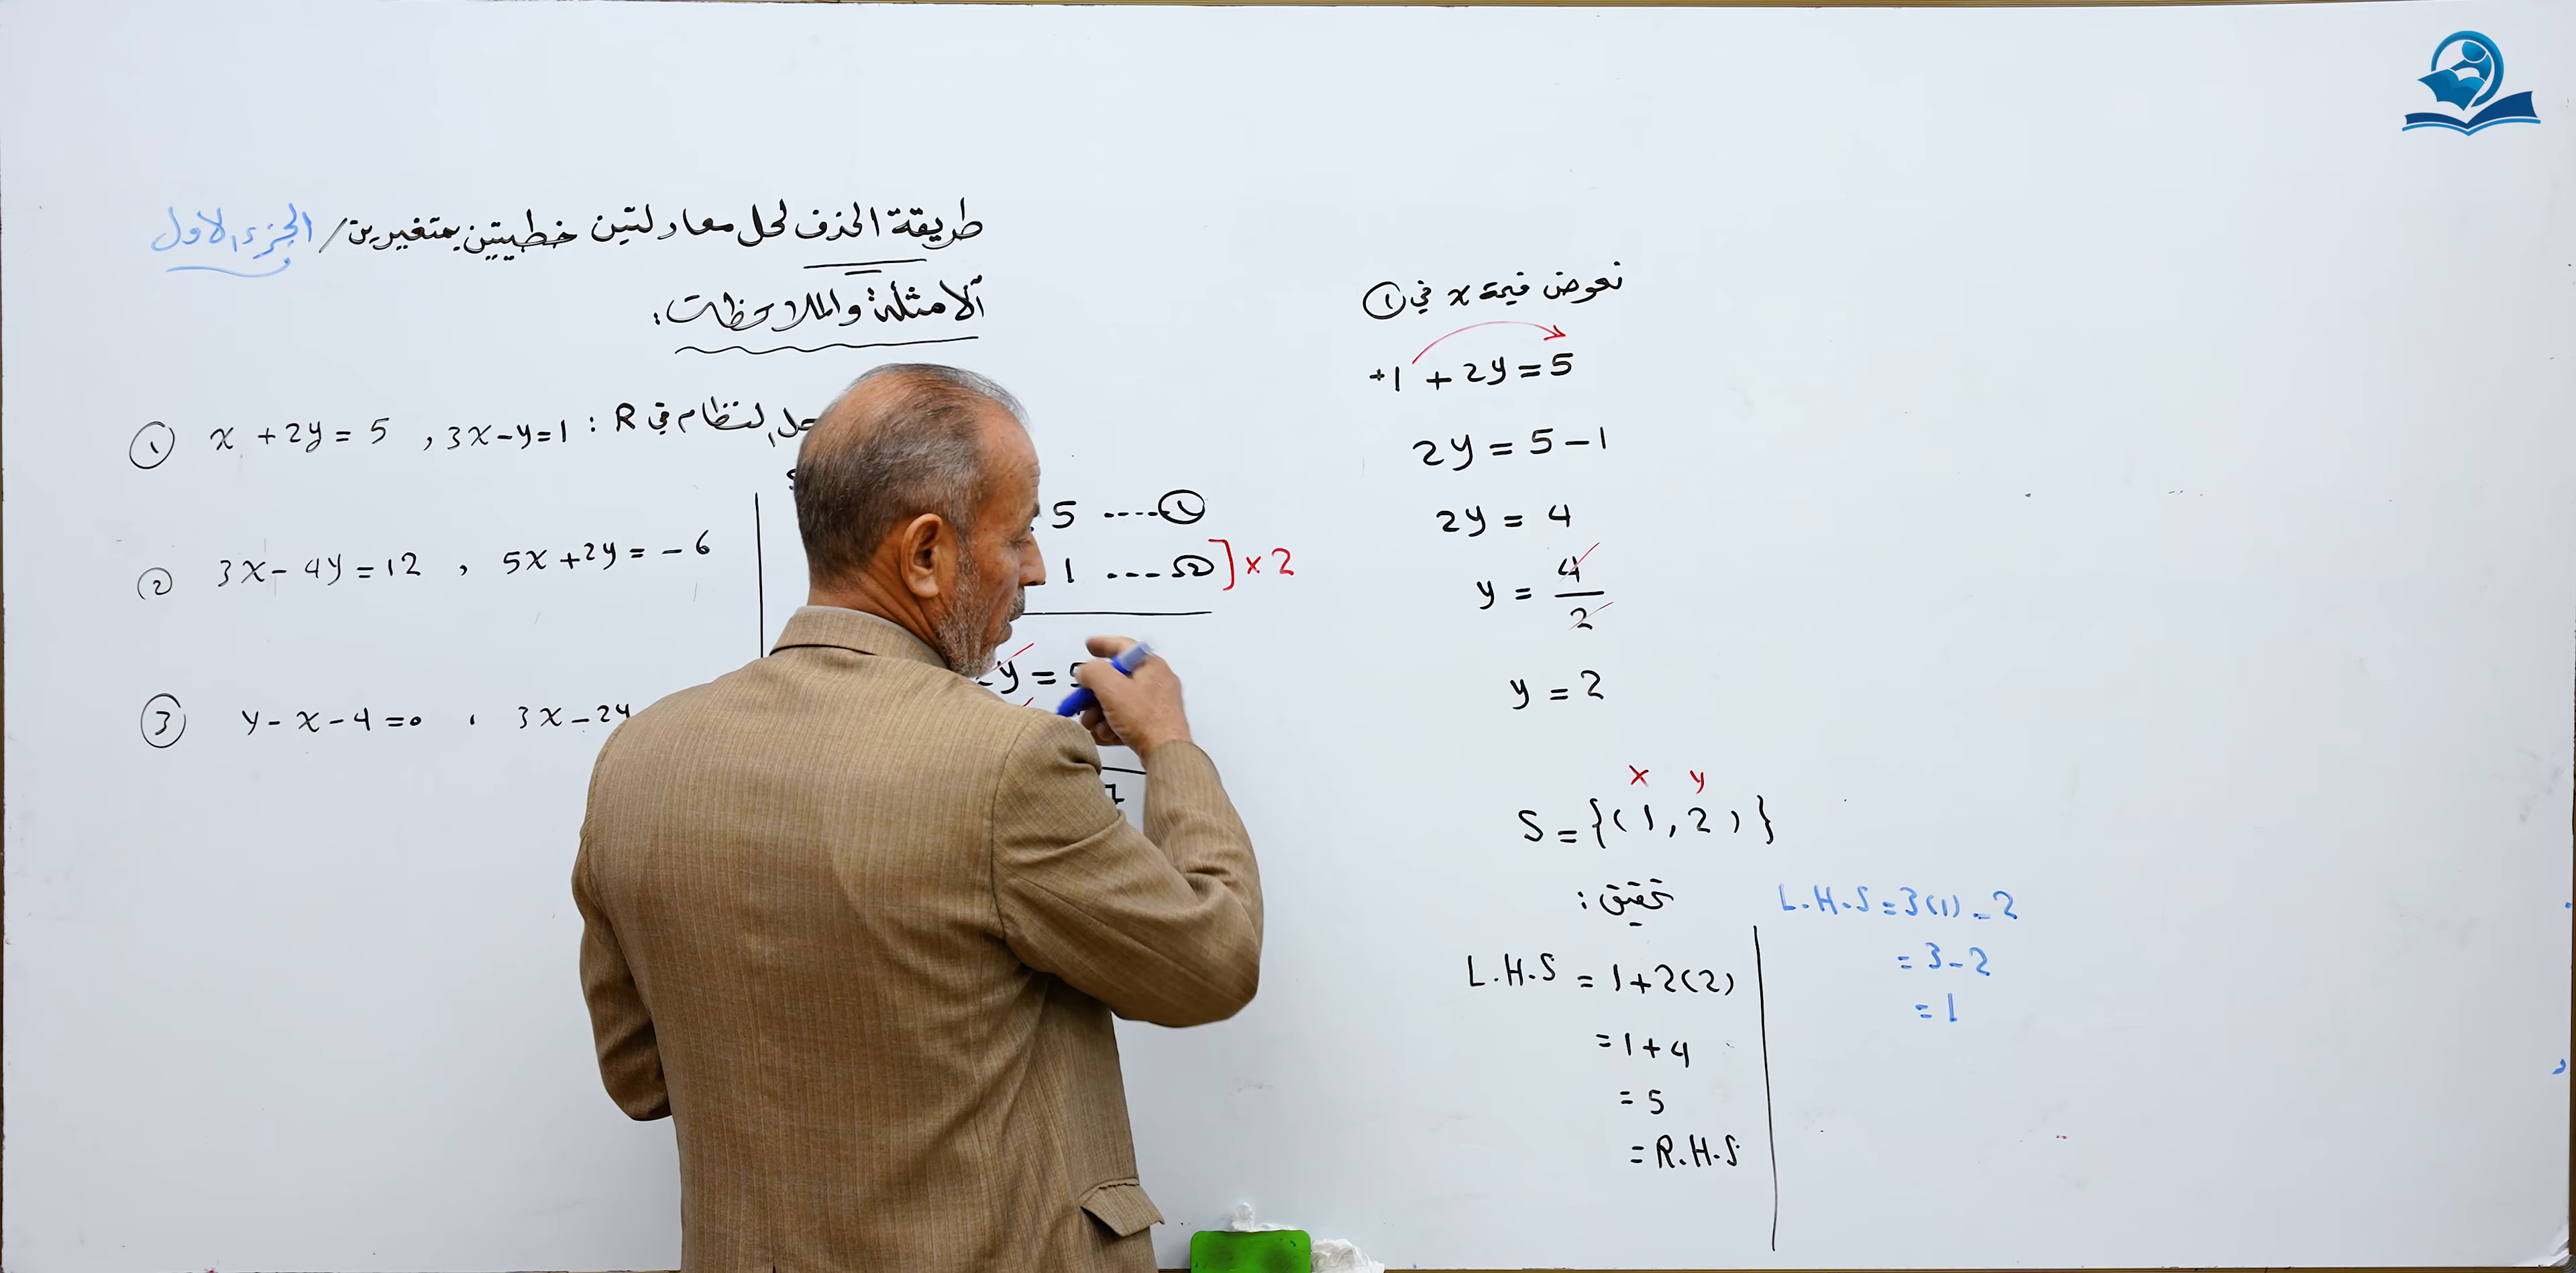 طريقة الحذف لحل معادلتين خطيتين بمتغيرين / الجزء الاول
الامثلة والملاحظات :
① x + 2y = 5 , 3x - y = 1 : R حل النظام في
② 3x - 4y = 12 , 5x + 2y = - 6
③ y - x - 4 = 0 , 3x - 2y
5 ----①
1 ---② ] × 2
y = 5
نعوض قيمة x في ①
+1 + 2y = 5
2y = 5 - 1
2y = 4
y = 4/2
y = 2
x y
S = {(1, 2)}
تحقيق :
L.H.S = 1 + 2(2)
= 1 + 4
= 5
= R.H.S
L.H.S = 3(1) - 2
= 3 - 2
= 1